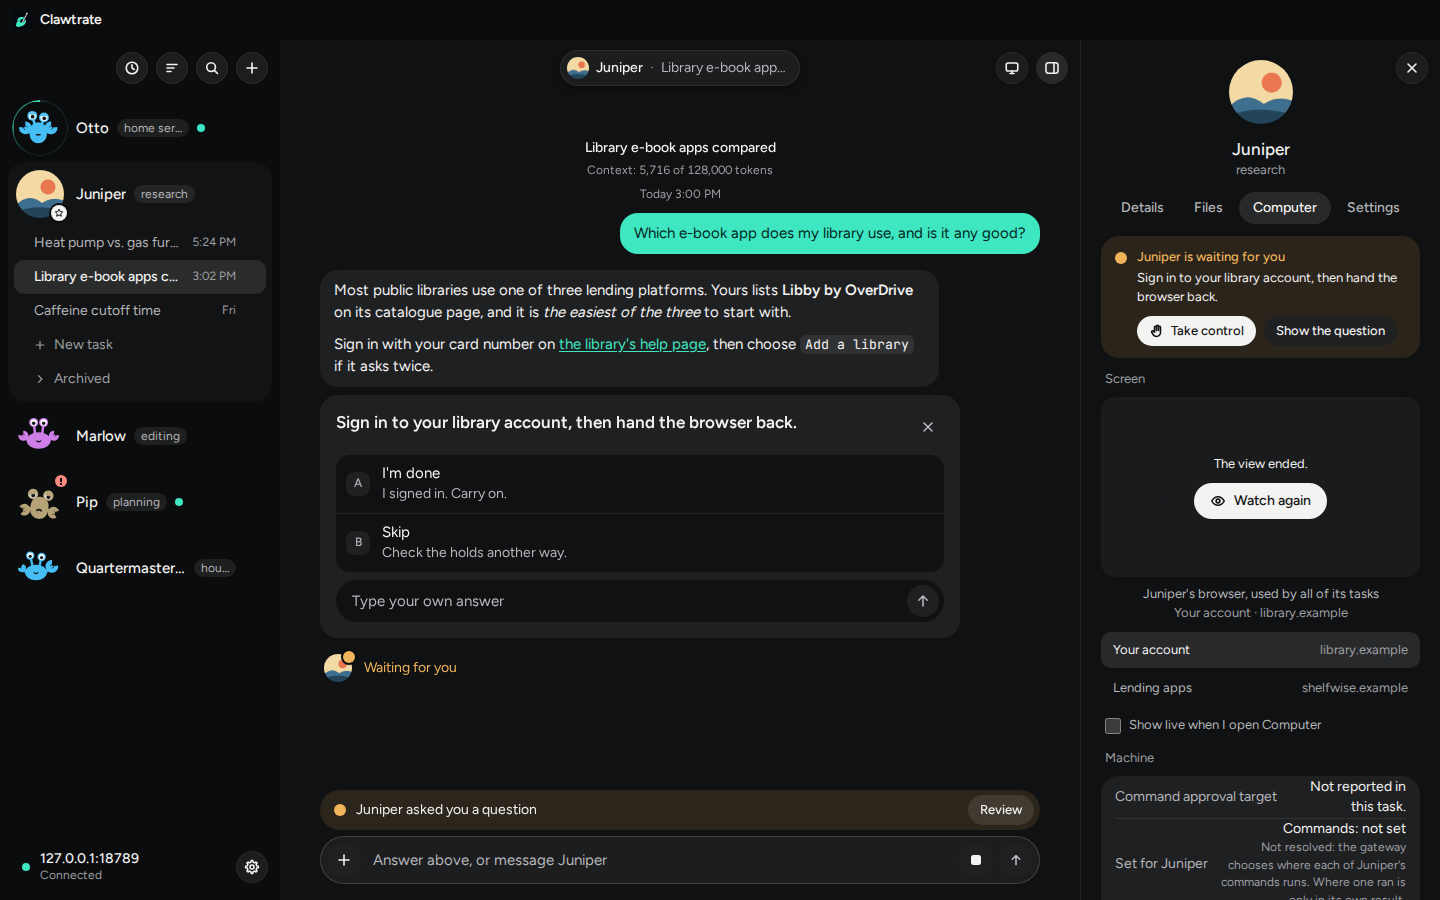 Clawtrate
Otto
home ser...
Juniper
research
Heat pump vs. gas fur...
5:24 PM
Library e-book apps c...
3:02 PM
Caffeine cutoff time
Fri
New task
Archived
Marlow
editing
Pip
planning
Quartermaster...
hou...
127.0.0.1:18789
Connected
Juniper · Library e-book app...
Library e-book apps compared
Context: 5,716 of 128,000 tokens
Today 3:00 PM
Which e-book app does my library use, and is it any good?
Most public libraries use one of three lending platforms. Yours lists Libby by OverDrive
on its catalogue page, and it is the easiest of the three to start with.
Sign in with your card number on the library's help page, then choose Add a library
if it asks twice.
Sign in to your library account, then hand the browser back.
A
I'm done
I signed in. Carry on.
B
Skip
Check the holds another way.
Type your own answer
Waiting for you
Juniper asked you a question
Review
Answer above, or message Juniper
Juniper
research
Details
Files
Computer
Settings
Juniper is waiting for you
Sign in to your library account, then hand the
browser back.
Take control
Show the question
Screen
The view ended.
Watch again
Juniper's browser, used by all of its tasks
Your account · library.example
Your account
library.example
Lending apps
shelfwise.example
Show live when I open Computer
Machine
Command approval target
Not reported in
this task.
Set for Juniper
Commands: not set
Not resolved: the gateway
chooses where each of Juniper's
commands runs. Where one ran is
only in its own result.